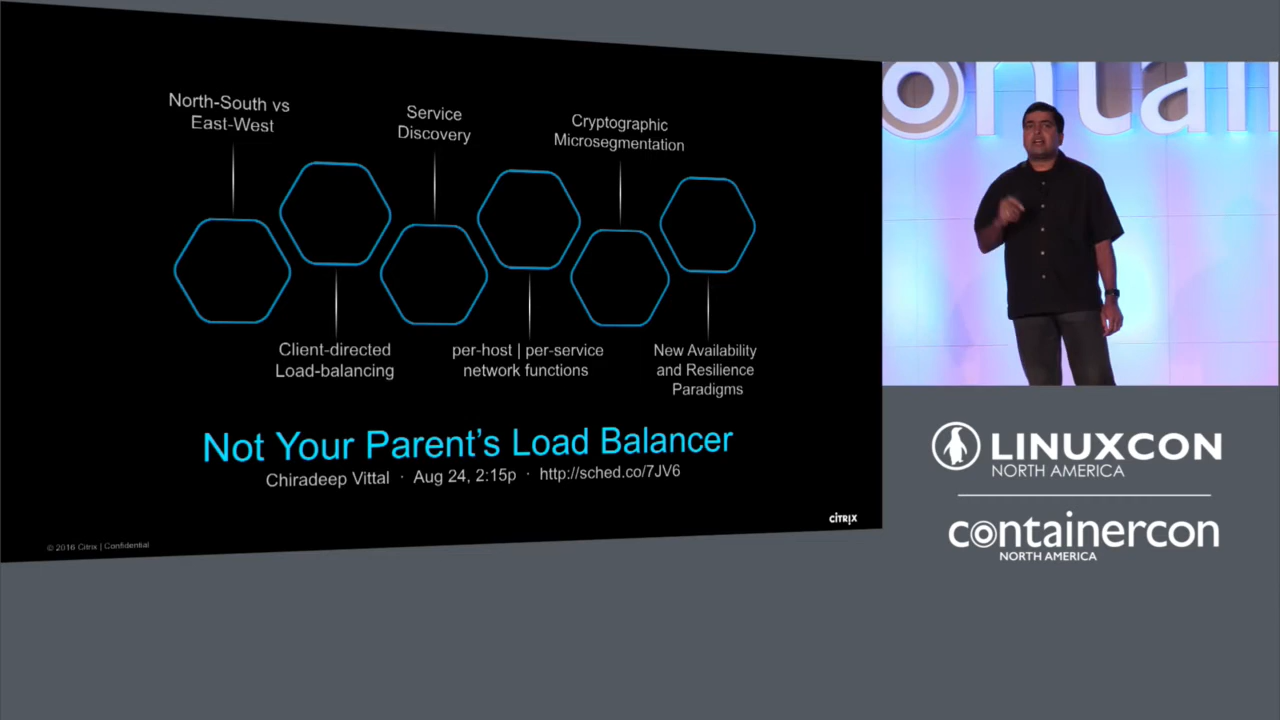 North-South vs
East-West
Service
Discovery
Cryptographic
Microsegmentation
Client-directed
Load-balancing
per-host | per-service
network functions
New Availability
and Resilience
Paradigms
Not Your Parent's Load Balancer
Chiradeep Vittal · Aug 24, 2:15p · http://sched.co/7JV6
© 2016 Citrix | Confidential
CITRIX
ontai
LINUXCON
NORTH AMERICA
containercon
NORTH AMERICA